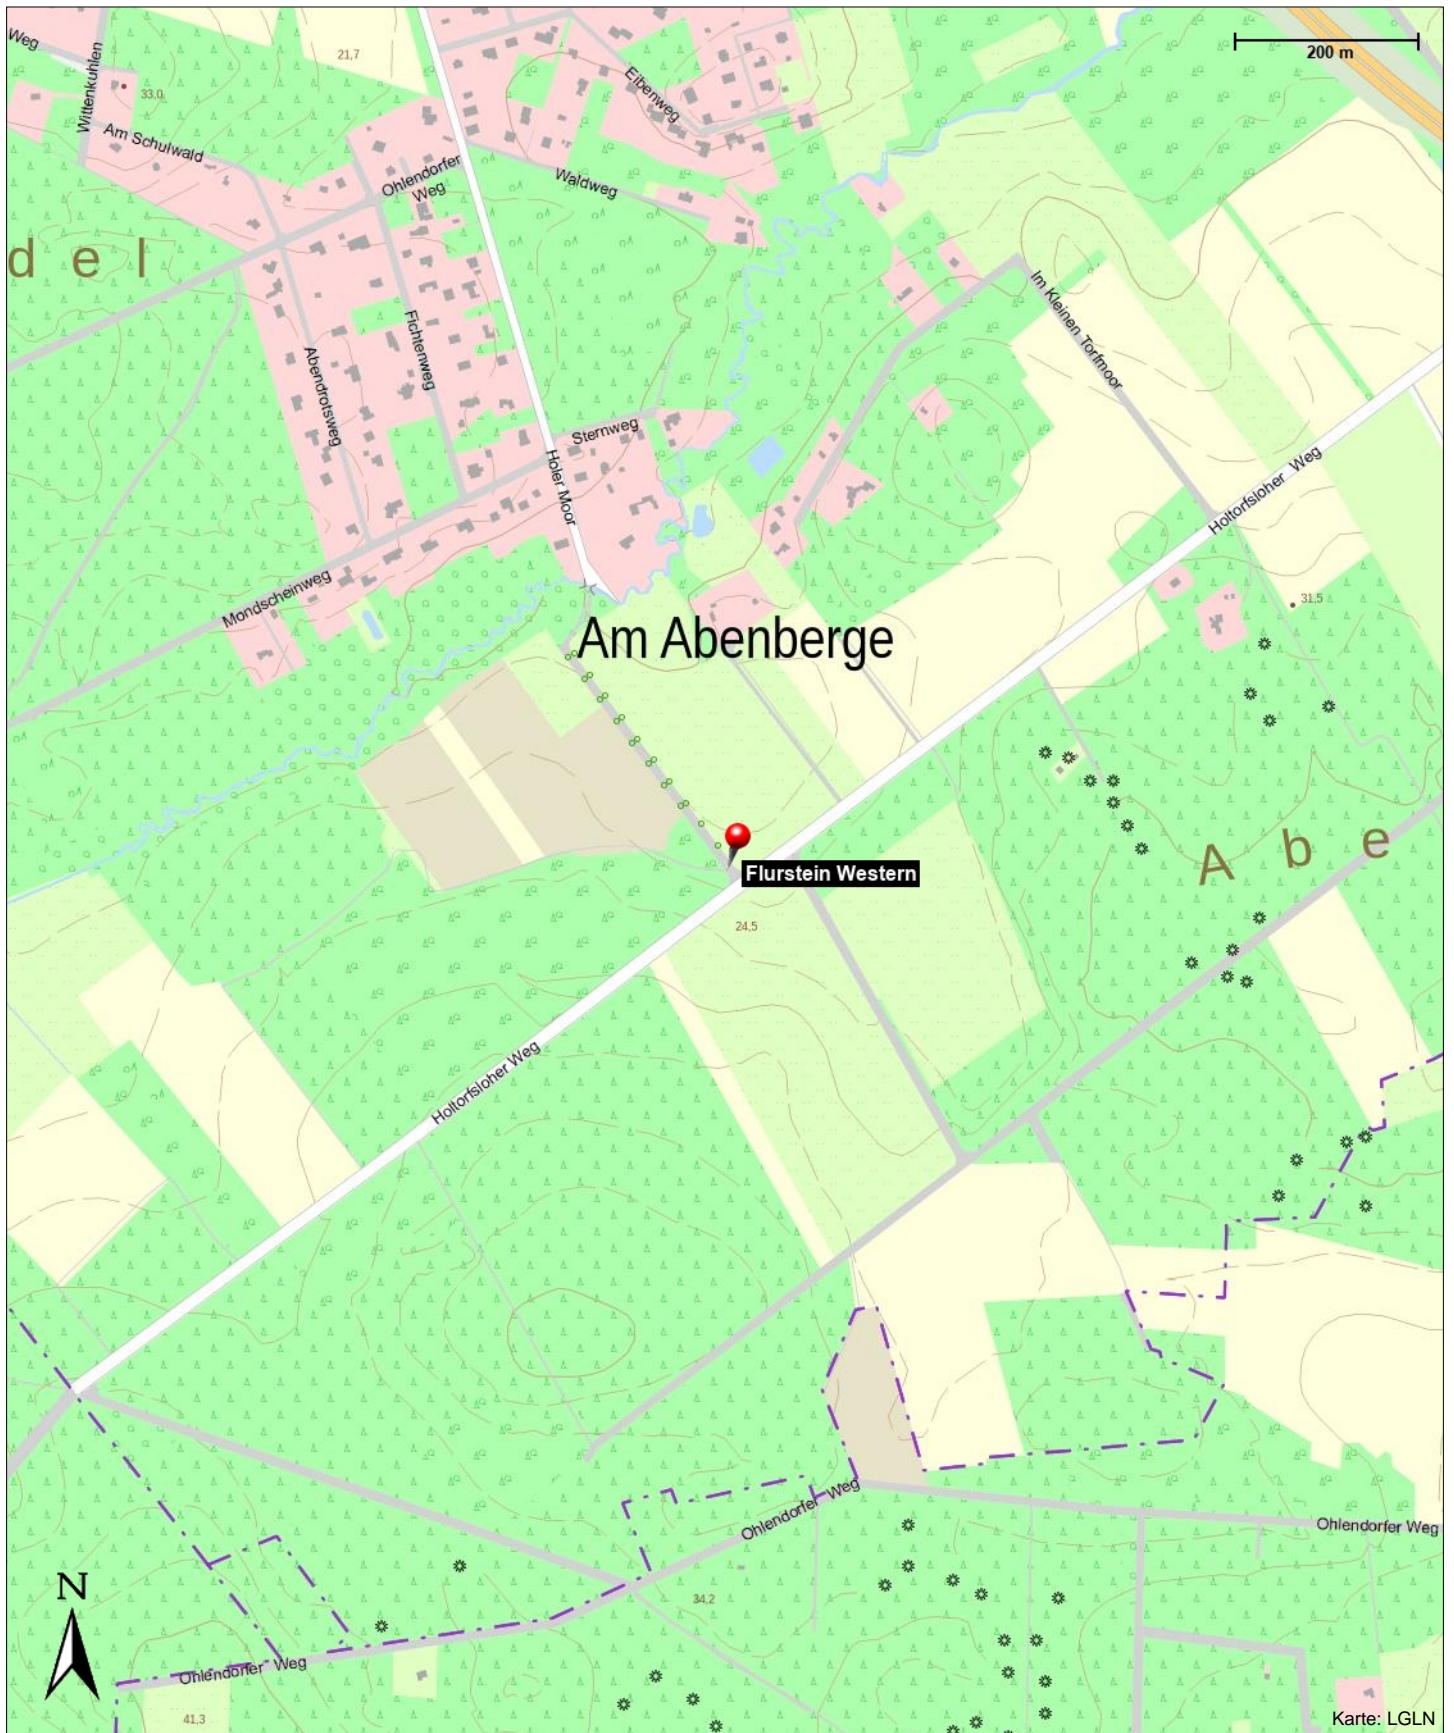 Weg
Wittenkuhlen
21,7
33,0
Am Schulwald
Eibenweg
200 m
Ohlendorfer
Weg
Waldweg
d e l
Im Kleinen Torfmoor
Fichtenweg
Abendrotsweg
Sternweg
Holer Moor
Holtorfsloher Weg
Mondscheinweg
31,5
Am Abenberge
A b e
Flurstein Western
24,5
Holtorfsloher Weg
Ohlendorfer Weg
Ohlendorfer Weg
N
34,2
Ohlendorfer Weg
41,3
Karte: LGLN